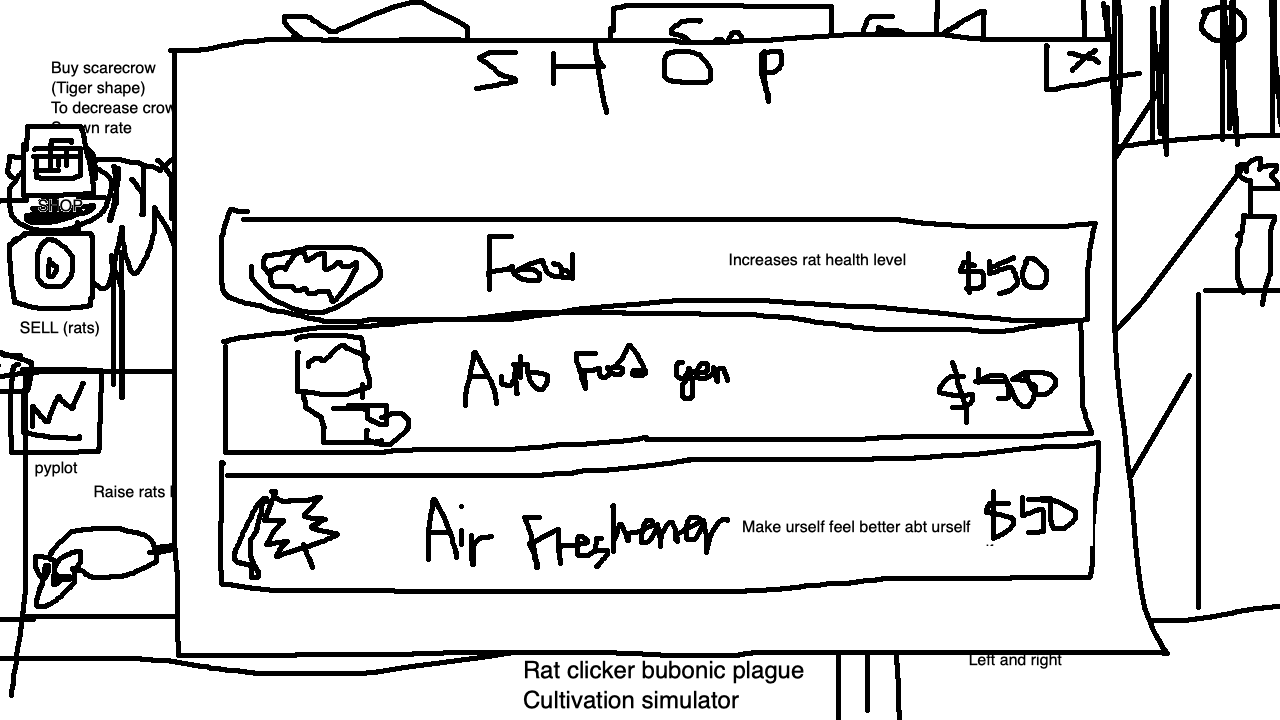 SHOP
X
Buy scarecrow
(Tiger shape)
To decrease crow
wn rate
SHOP
SELL (rats)
pyplot
Raise rats
Food
Increases rat health level
$50
Auto Food gen
$500
Air Freshener
Make urself feel better abt urself
$50
Left and right
Rat clicker bubonic plague
Cultivation simulator